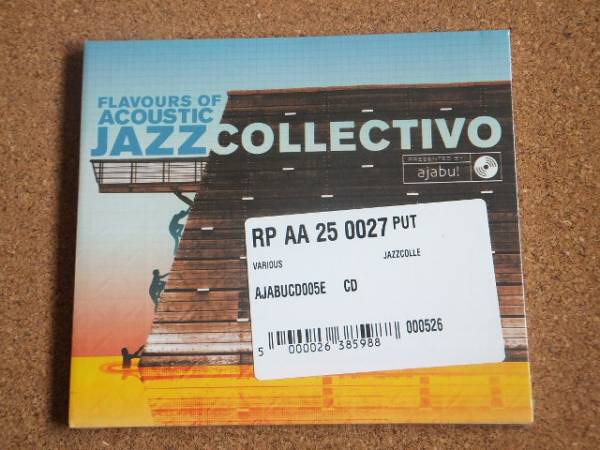 FLAVOURS OF
ACOUSTIC
JAZZCOLLECTIVO
PRESENTED BY
ajabu!
RP AA 25 0027 PUT
VARIOUS JAZZCOLLE
AJABUCD005E CD
000526
5 000026 385988